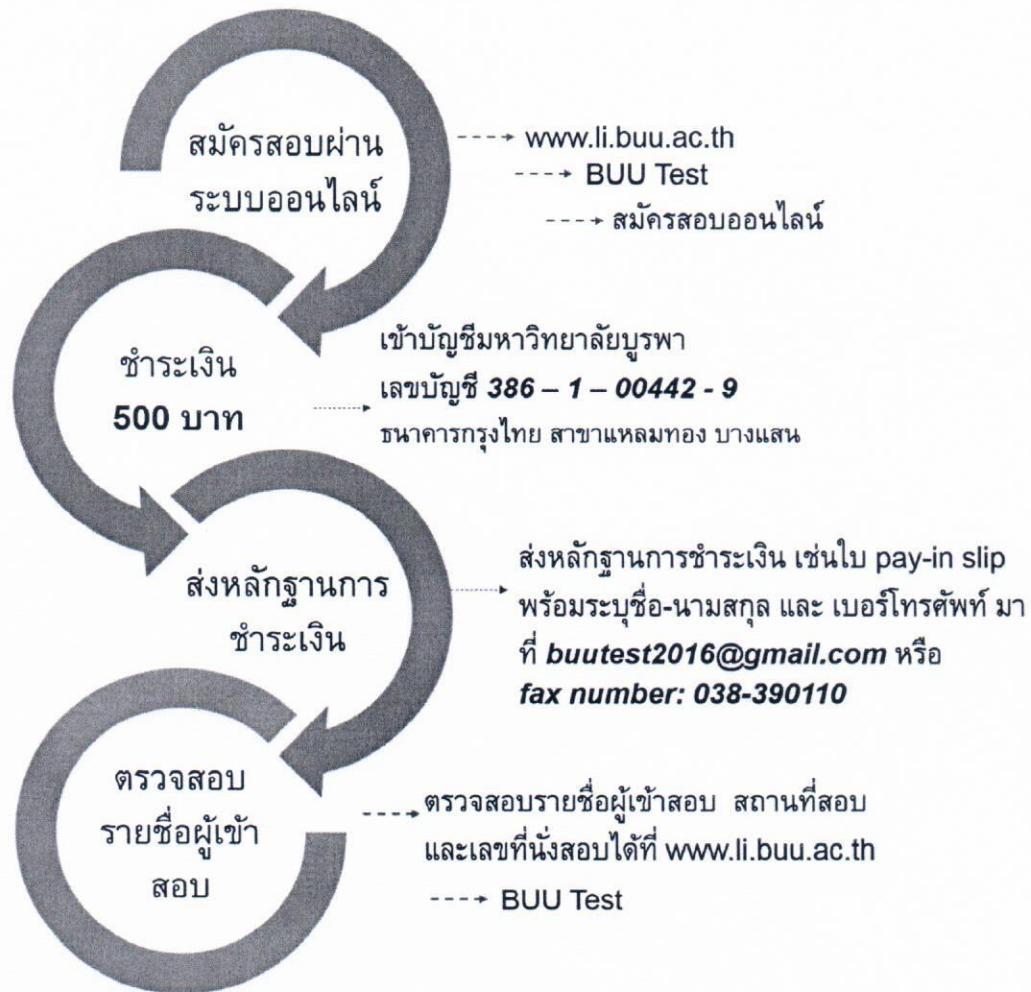 สมัครสอบผ่าน
ระบบออนไลน์
www.li.buu.ac.th
BUU Test
สมัครสอบออนไลน์
ชำระเงิน
500 บาท
เข้าบัญชีมหาวิทยาลัยบูรพา
เลขบัญชี 386 – 1 – 00442 - 9
ธนาคารกรุงไทย สาขาแหลมทอง บางแสน
ส่งหลักฐานการ
ชำระเงิน
ส่งหลักฐานการชำระเงิน เช่นใบ pay-in slip
พร้อมระบุชื่อ-นามสกุล และ เบอร์โทรศัพท์ มา
ที่ buutest2016@gmail.com หรือ
fax number: 038-390110
ตรวจสอบ
รายชื่อผู้เข้า
สอบ
ตรวจสอบรายชื่อผู้เข้าสอบ สถานที่สอบ
และเลขที่นั่งสอบได้ที่ www.li.buu.ac.th
BUU Test